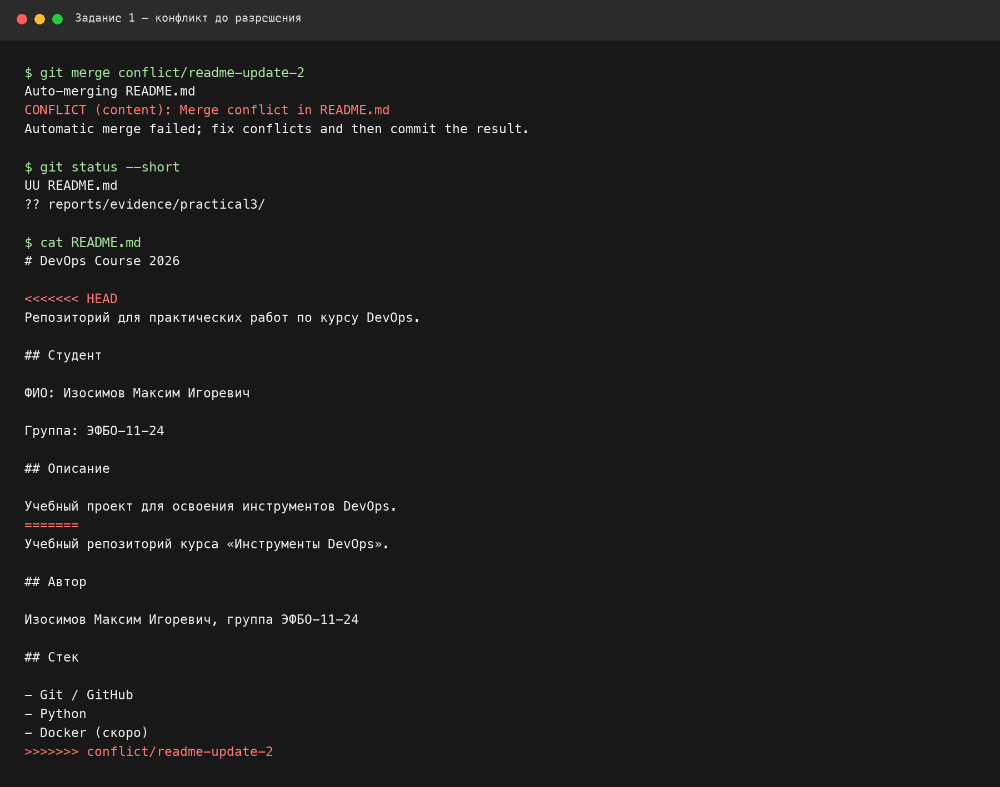 Задание 1 — конфликт до разрешения
$ git merge conflict/readme-update-2
Auto-merging README.md
CONFLICT (content): Merge conflict in README.md
Automatic merge failed; fix conflicts and then commit the result.
$ git status --short
UU README.md
?? reports/evidence/practical3/
$ cat README.md
# DevOps Course 2026
<<<<<<< HEAD
Репозиторий для практических работ по курсу DevOps.
## Студент
ФИО: Изосимов Максим Игоревич
Группа: ЭФБО-11-24
## Описание
Учебный проект для освоения инструментов DevOps.
=======
Учебный репозиторий курса «Инструменты DevOps».
## Автор
Изосимов Максим Игоревич, группа ЭФБО-11-24
## Стек
- Git / GitHub
- Python
- Docker (скоро)
>>>>>>> conflict/readme-update-2